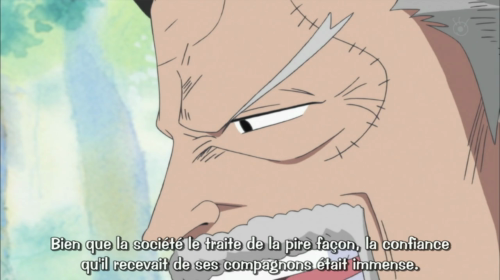 Bien que la société le traite de la pire façon, la confiance
qu'il recevait de ses compagnons était immense.